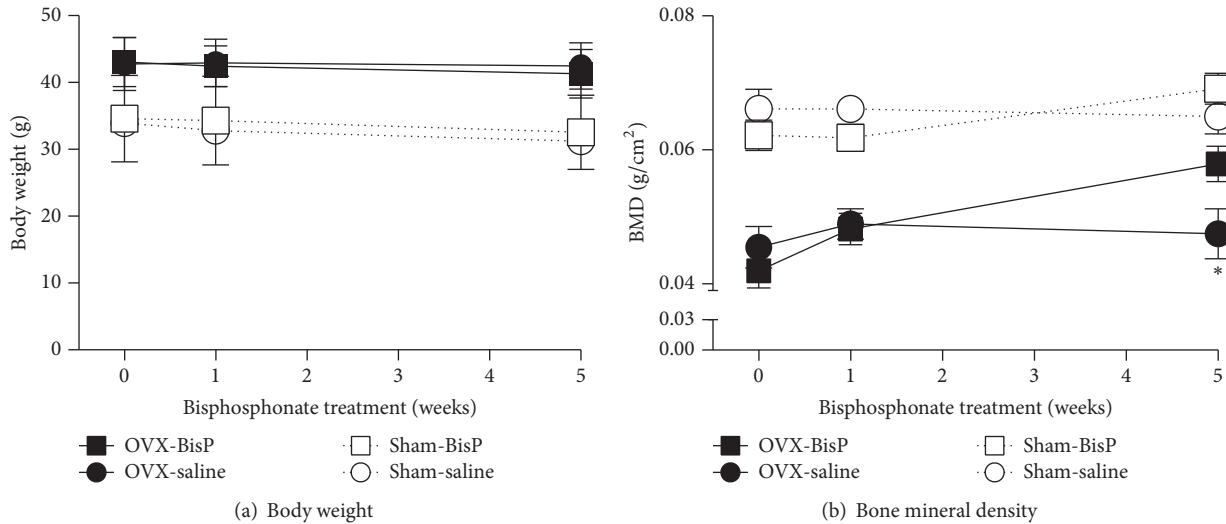 50
40
30
20
10
0
Body weight (g)
0 1 2 3 4 5
Bisphosphonate treatment (weeks)
OVX-BisP
OVX-saline
Sham-BisP
Sham-saline
(a) Body weight
0.08
0.06
0.04
0.03
0.00
BMD (g/cm²)
*
0 1 2 3 4 5
Bisphosphonate treatment (weeks)
OVX-BisP
OVX-saline
Sham-BisP
Sham-saline
(b) Bone mineral density